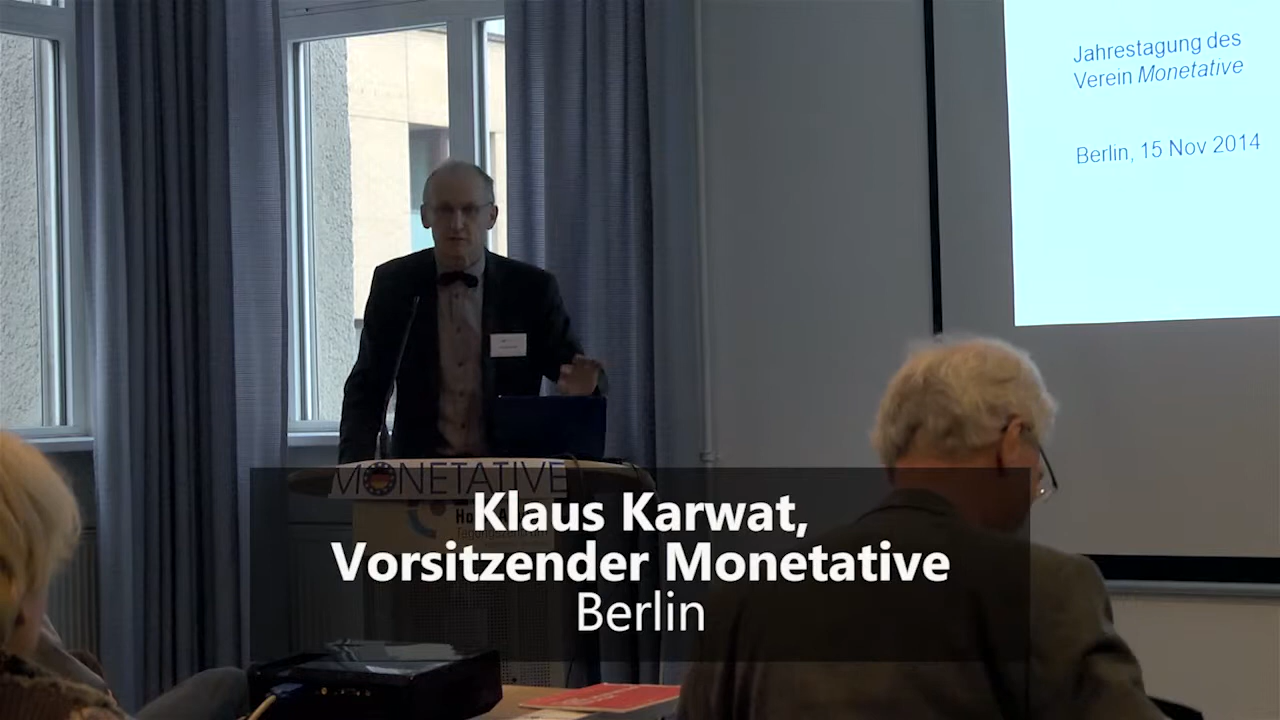 Jahrestagung des
Verein Monetative
Berlin, 15 Nov 2014
MONETATIVE
Klaus Karwat,
Vorsitzender Monetative
Berlin